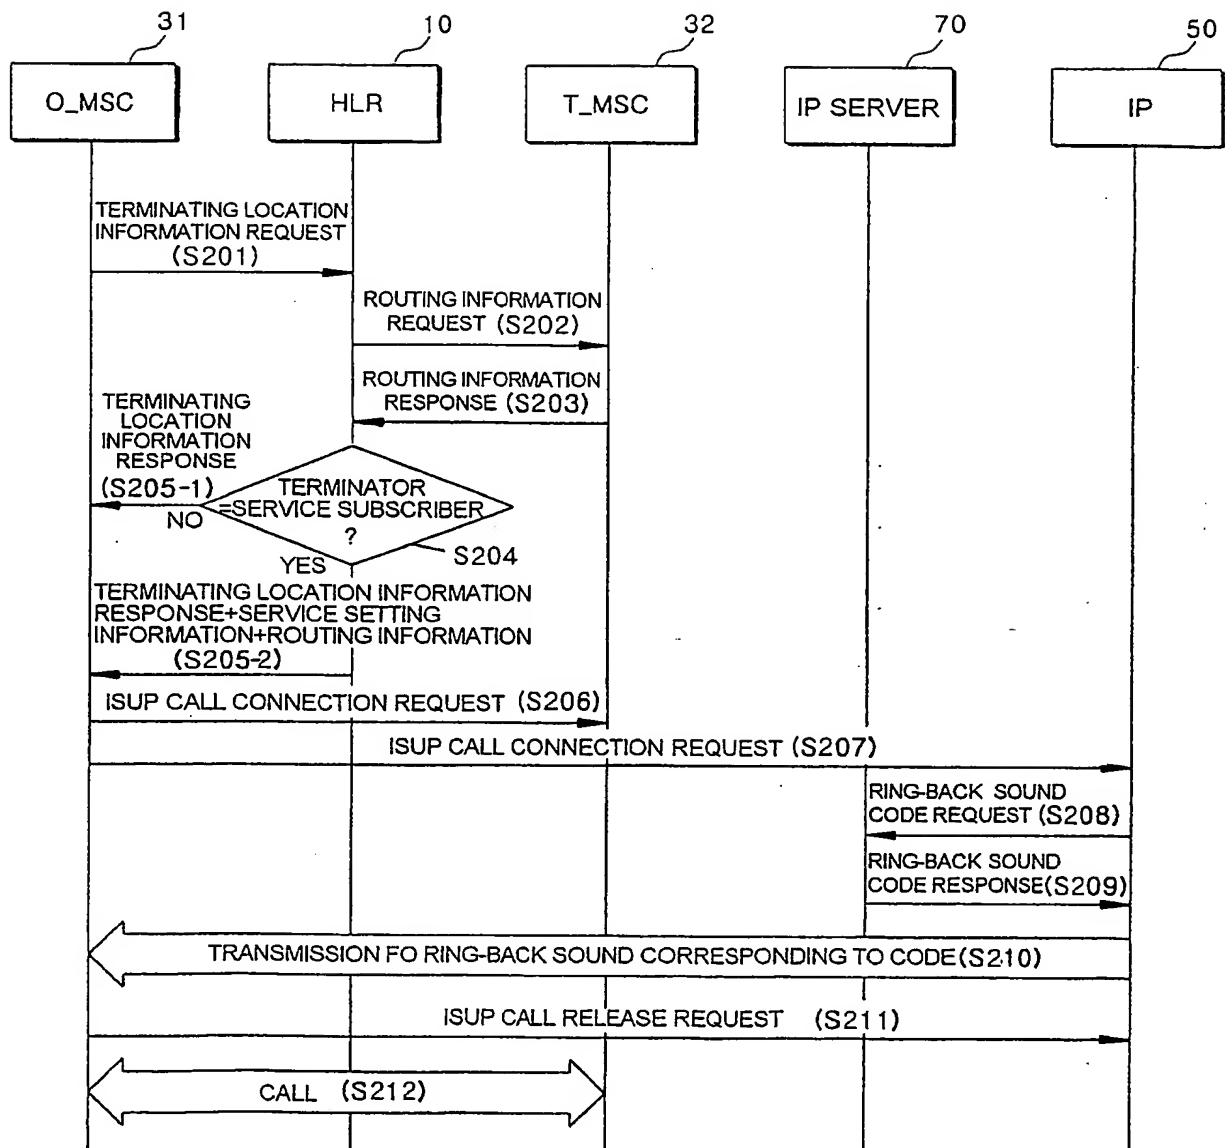 31
10
32
70
50
O_MSC
HLR
T_MSC
IP SERVER
IP
TERMINATING LOCATION
INFORMATION REQUEST
(S201)
ROUTING INFORMATION
REQUEST (S202)
ROUTING INFORMATION
RESPONSE (S203)
TERMINATING
LOCATION
INFORMATION
RESPONSE
(S205-1)
NO
TERMINATOR
=SERVICE SUBSCRIBER
?
S204
YES
TERMINATING LOCATION INFORMATION
RESPONSE+SERVICE SETTING
INFORMATION+ROUTING INFORMATION
(S205-2)
ISUP CALL CONNECTION REQUEST (S206)
ISUP CALL CONNECTION REQUEST (S207)
RING-BACK SOUND
CODE REQUEST (S208)
RING-BACK SOUND
CODE RESPONSE(S209)
TRANSMISSION FO RING-BACK SOUND CORRESPONDING TO CODE(S210)
ISUP CALL RELEASE REQUEST (S211)
CALL (S212)